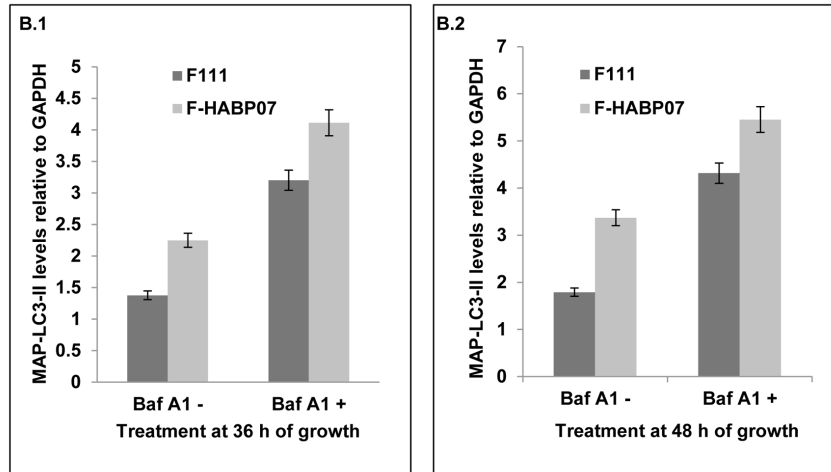 B.1
MAP-LC3-II levels relative to GAPDH
5
4.5
4
3.5
3
2.5
2
1.5
1
0.5
0
F111
F-HABP07
Baf A1 -
Baf A1 +
Treatment at 36 h of growth
B.2
MAP-LC3-II levels relative to GAPDH
7
6
5
4
3
2
1
0
F111
F-HABP07
Baf A1 -
Baf A1 +
Treatment at 48 h of growth